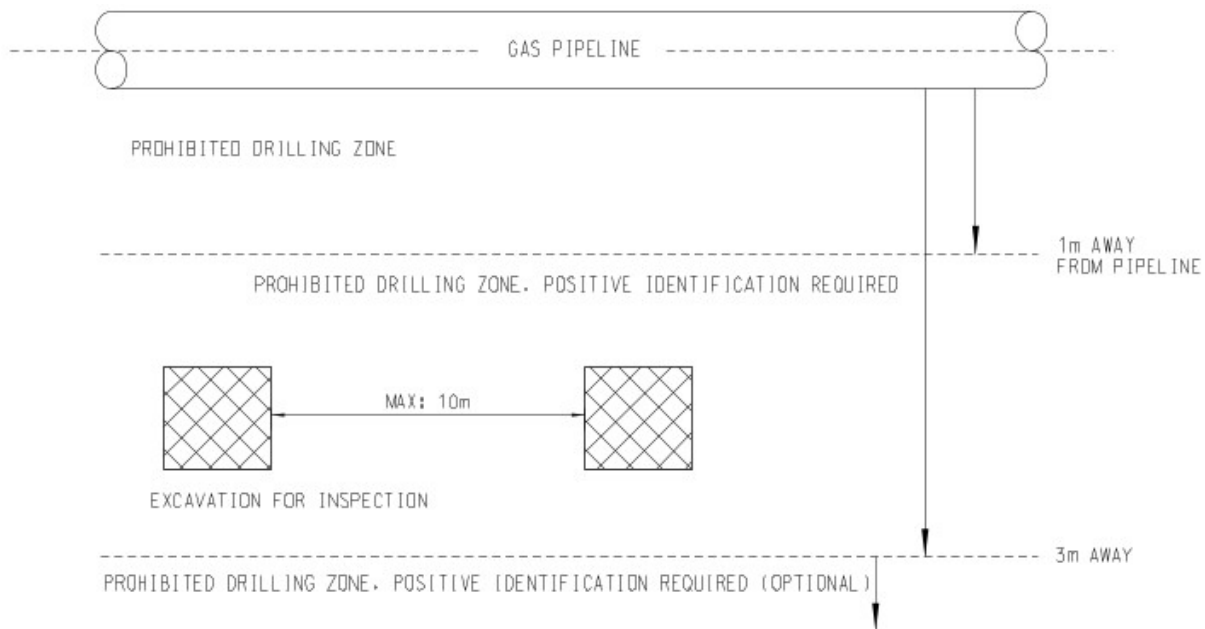 GAS PIPELINE
PROHIBITED DRILLING ZONE
1m AWAY
FROM PIPELINE
PROHIBITED DRILLING ZONE. POSITIVE IDENTIFICATION REQUIRED
MAX: 10m
EXCAVATION FOR INSPECTION
3m AWAY
PROHIBITED DRILLING ZONE. POSITIVE IDENTIFICATION REQUIRED (OPTIONAL)